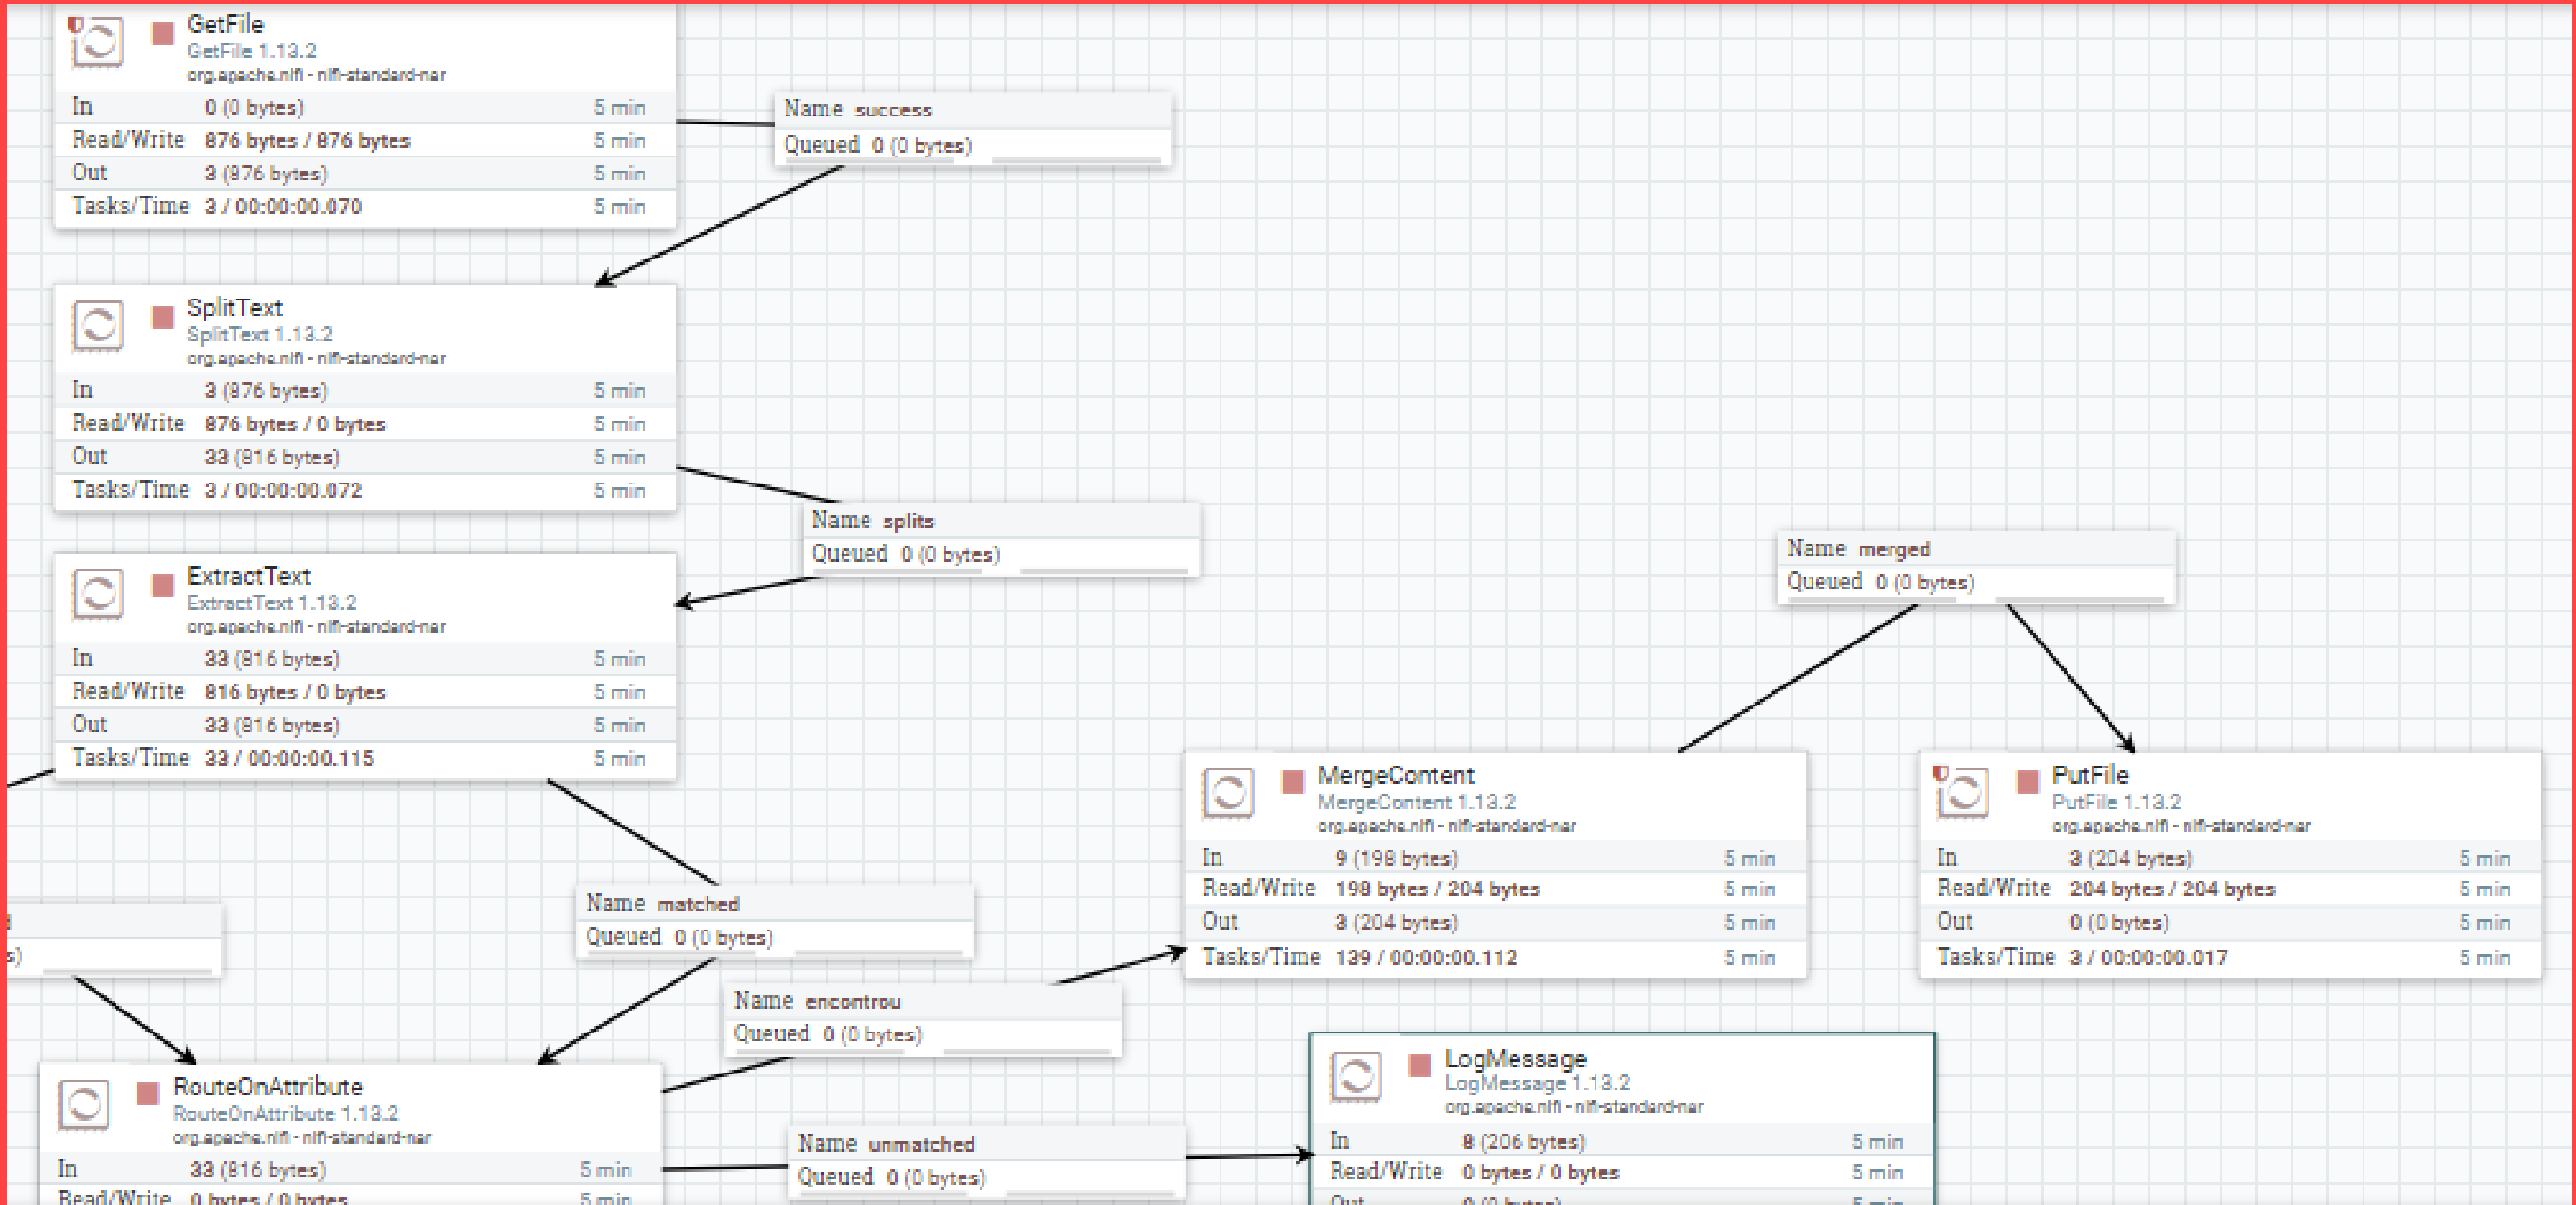 GetFile
GetFile 1.13.2
org.apache.nifi - nifi-standard-nar
In 0 (0 bytes) 5 min
Read/Write 876 bytes / 876 bytes 5 min
Out 3 (876 bytes) 5 min
Tasks/Time 3 / 00:00:00.070 5 min
Name success
Queued 0 (0 bytes)
SplitText
SplitText 1.13.2
org.apache.nifi - nifi-standard-nar
In 3 (876 bytes) 5 min
Read/Write 876 bytes / 0 bytes 5 min
Out 33 (816 bytes) 5 min
Tasks/Time 3 / 00:00:00.072 5 min
Name splits
Queued 0 (0 bytes)
ExtractText
ExtractText 1.13.2
org.apache.nifi - nifi-standard-nar
In 33 (816 bytes) 5 min
Read/Write 816 bytes / 0 bytes 5 min
Out 33 (816 bytes) 5 min
Tasks/Time 33 / 00:00:00.115 5 min
Name matched
Queued 0 (0 bytes)
Name encontrou
Queued 0 (0 bytes)
Name merged
Queued 0 (0 bytes)
MergeContent
MergeContent 1.13.2
org.apache.nifi - nifi-standard-nar
In 9 (198 bytes) 5 min
Read/Write 198 bytes / 204 bytes 5 min
Out 3 (204 bytes) 5 min
Tasks/Time 139 / 00:00:00.112 5 min
PutFile
PutFile 1.13.2
org.apache.nifi - nifi-standard-nar
In 3 (204 bytes) 5 min
Read/Write 204 bytes / 204 bytes 5 min
Out 0 (0 bytes) 5 min
Tasks/Time 3 / 00:00:00.017 5 min
RouteOnAttribute
RouteOnAttribute 1.13.2
org.apache.nifi - nifi-standard-nar
In 33 (816 bytes) 5 min
Read/Write 0 bytes / 0 bytes 5 min
Name unmatched
Queued 0 (0 bytes)
LogMessage
LogMessage 1.13.2
org.apache.nifi - nifi-standard-nar
In 8 (206 bytes) 5 min
Read/Write 0 bytes / 0 bytes 5 min
Out 0 (0 bytes) 5 min